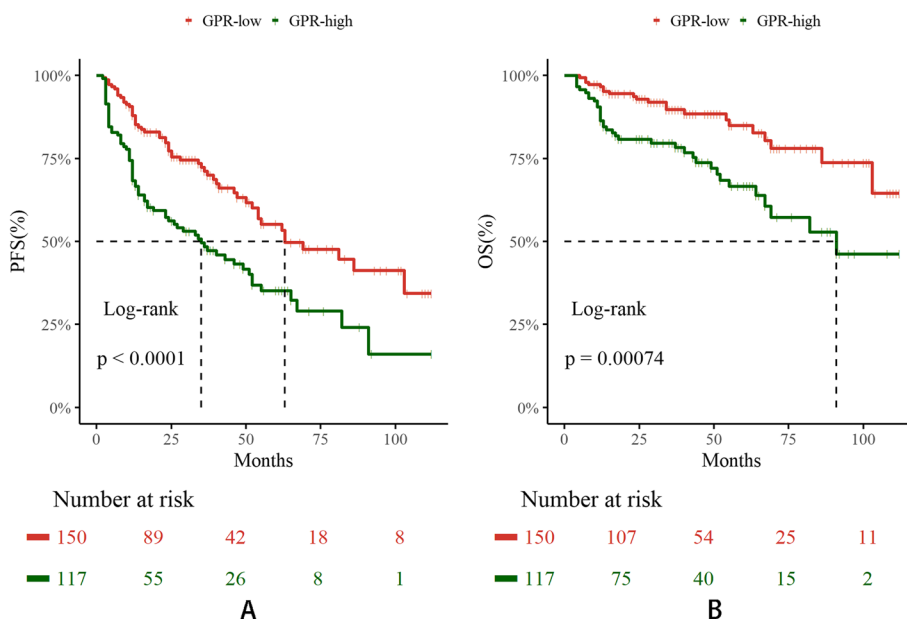 GPR-low GPR-high
100%
75%
50%
25%
0%
PFS(%)
Log-rank
p < 0.0001
0 25 50 75 100
Months
Number at risk
150 89 42 18 8
117 55 26 8 1
A
GPR-low GPR-high
100%
75%
50%
25%
0%
OS(%)
Log-rank
p = 0.00074
0 25 50 75 100
Months
Number at risk
150 107 54 25 11
117 75 40 15 2
B